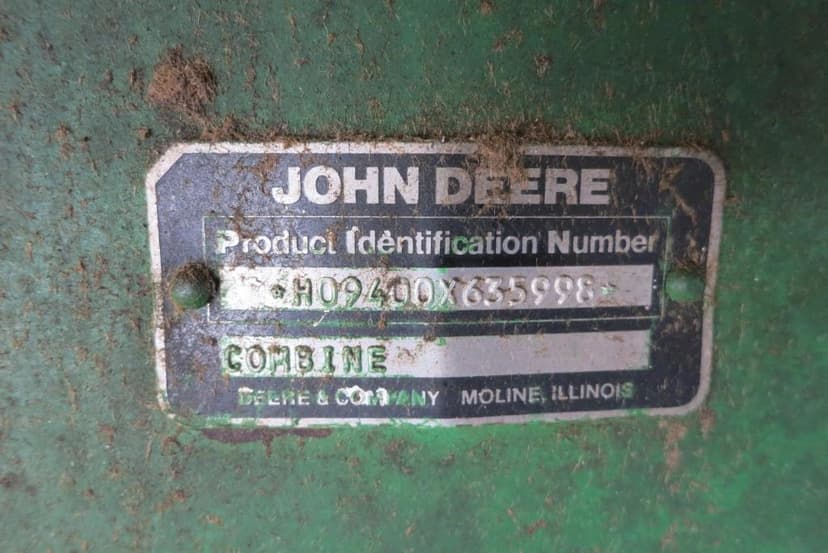 JOHN DEERE
Product Identification Number
*H09400X635998*
COMBINE
DEERE & COMPANY MOLINE, ILLINOIS